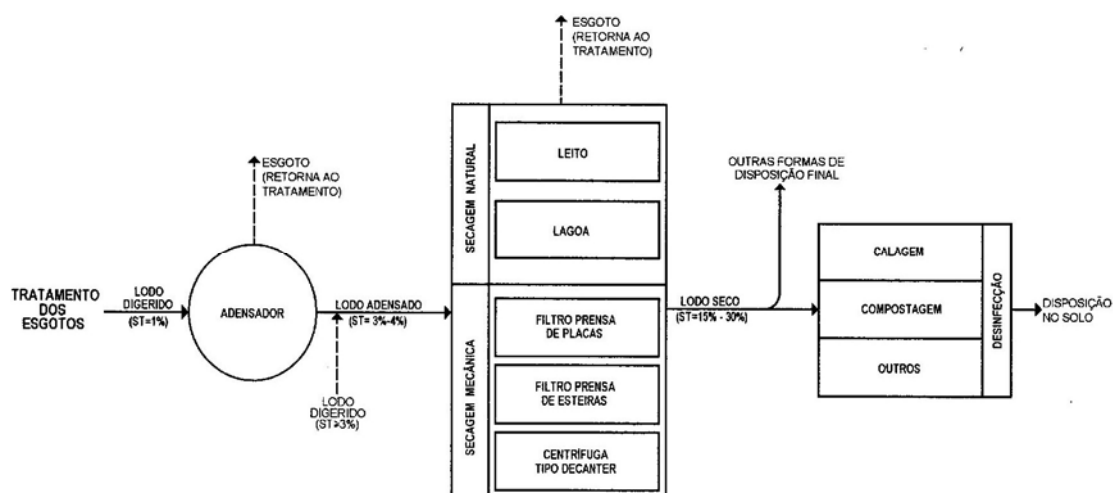 TRATAMENTO
DOS
ESGOTOS
LODO
DIGERIDO
(ST=1%)
ESGOTO
(RETORNA AO
TRATAMENTO)
ADENSADOR
LODO ADENSADO
(ST= 3%-4%)
LODO
DIGERIDO
(ST≥3%)
ESGOTO
(RETORNA AO
TRATAMENTO)
SECAGEM NATURAL
LEITO
LAGOA
SECAGEM MECÂNICA
FILTRO PRENSA
DE PLACAS
FILTRO PRENSA
DE ESTEIRAS
CENTRÍFUGA
TIPO DECANTER
LODO SECO
(ST=15% - 30%)
OUTRAS FORMAS DE
DISPOSIÇÃO FINAL
CALAGEM
COMPOSTAGEM
OUTROS
DESINFECÇÃO
DISPOSIÇÃO
NO SOLO